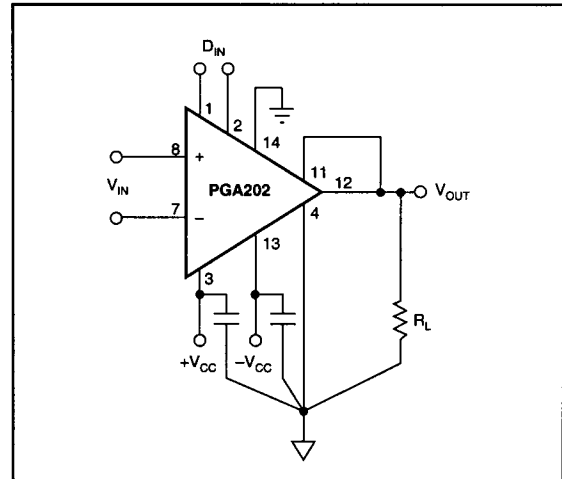 D_IN
1
2
14
8
+
11
V_IN
PGA202
12
V_OUT
7
−
4
13
3
R_L
+V_CC
−V_CC